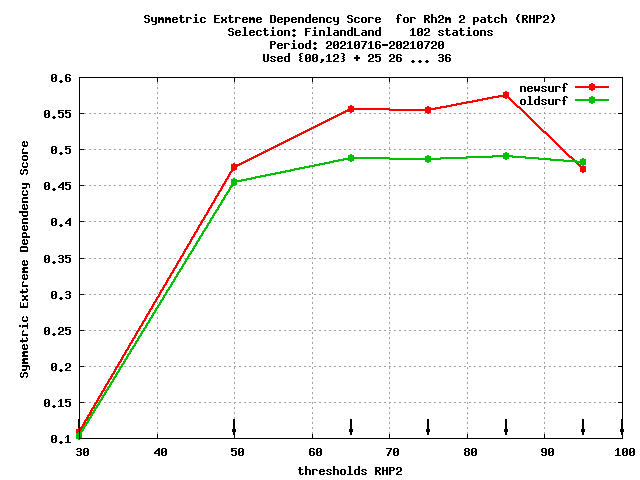 Symmetric Extreme Dependency Score  for Rh2m 2 patch (RHP2)
Selection: FinlandLand    102 stations
Period: 20210716-20210720
Used {00,12} + 25 26 ... 36
newsurf
oldsurf
Symmetric Extreme Dependency Score
0.6
0.55
0.5
0.45
0.4
0.35
0.3
0.25
0.2
0.15
0.1
30 40 50 60 70 80 90 100
thresholds RHP2